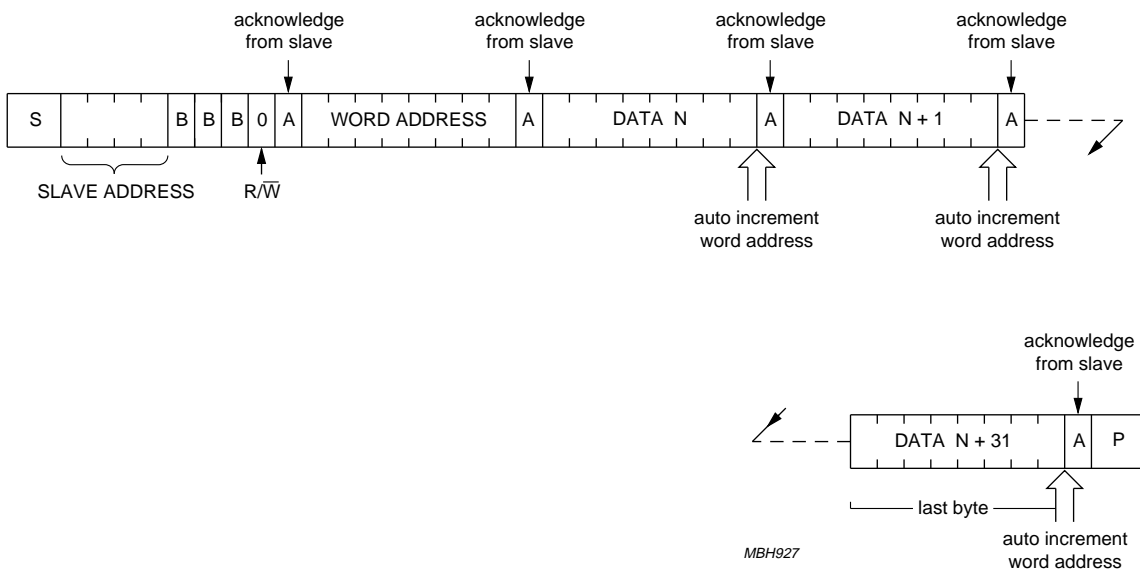 acknowledge
from slave
acknowledge
from slave
acknowledge
from slave
acknowledge
from slave
S B B B 0 A WORD ADDRESS A DATA N A DATA N + 1 A
SLAVE ADDRESS
R/W̅
auto increment
word address
auto increment
word address
acknowledge
from slave
DATA N + 31 A P
last byte
auto increment
word address
MBH927